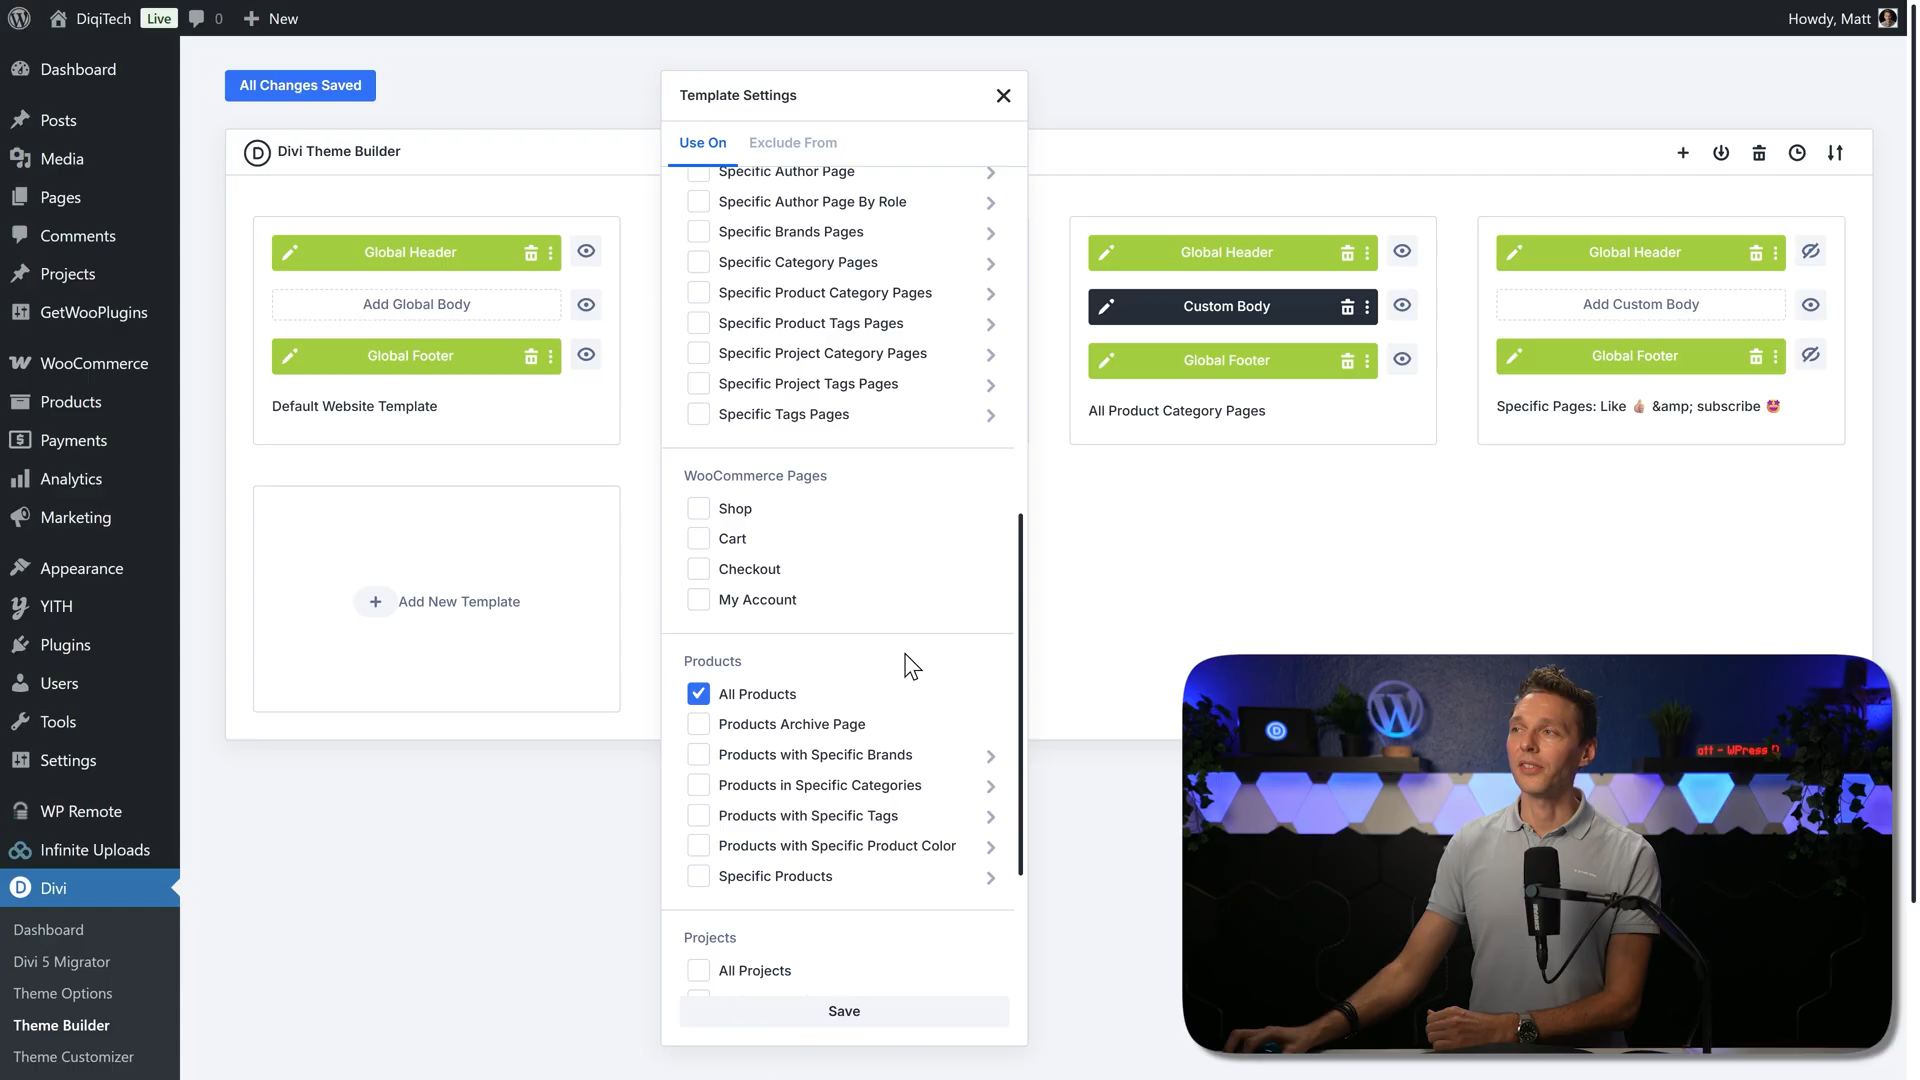 DiqiTech
Live
0
New
Howdy, Matt
Dashboard
Posts
Media
Pages
Comments
Projects
GetWooPlugins
WooCommerce
Products
Payments
Analytics
Marketing
Appearance
YITH
Plugins
Users
Tools
Settings
WP Remote
Infinite Uploads
Divi
Dashboard
Divi 5 Migrator
Theme Options
Theme Builder
Theme Customizer
All Changes Saved
Divi Theme Builder
Global Header
Add Global Body
Global Footer
Default Website Template
Add New Template
Template Settings
Use On
Exclude From
Specific Author Page
Specific Author Page By Role
Specific Brands Pages
Specific Category Pages
Specific Product Category Pages
Specific Product Tags Pages
Specific Project Category Pages
Specific Project Tags Pages
Specific Tags Pages
WooCommerce Pages
Shop
Cart
Checkout
My Account
Products
All Products
Products Archive Page
Products with Specific Brands
Products in Specific Categories
Products with Specific Tags
Products with Specific Product Color
Specific Products
Projects
All Projects
Save
Global Header
Custom Body
Global Footer
All Product Category Pages
Global Header
Add Custom Body
Global Footer
Specific Pages: Like 👍🏼 &amp; subscribe 🤩
att - WPress